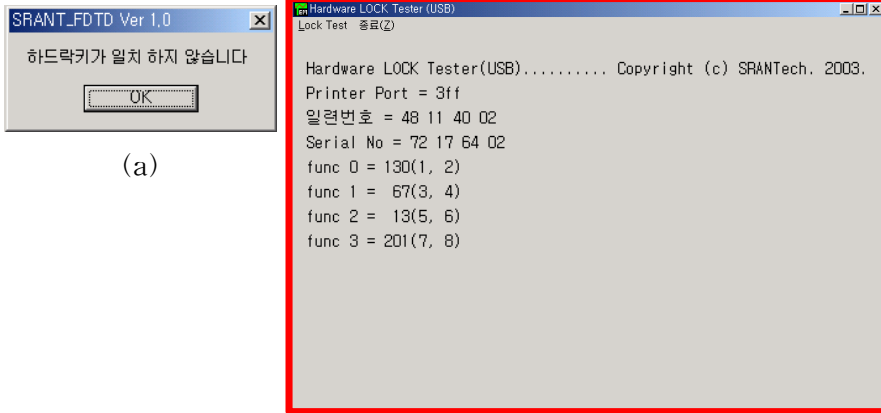 SRANT_FDTD Ver 1.0
하드락키가 일치 하지 않습니다
OK
(a)
Hardware LOCK Tester (USB)
Lock Test 종료(Z)
Hardware LOCK Tester(USB).......... Copyright (c) SRANTech. 2003.
Printer Port = 3ff
일련번호 = 48 11 40 02
Serial No = 72 17 64 02
func 0 = 130(1, 2)
func 1 =  67(3, 4)
func 2 =  13(5, 6)
func 3 = 201(7, 8)